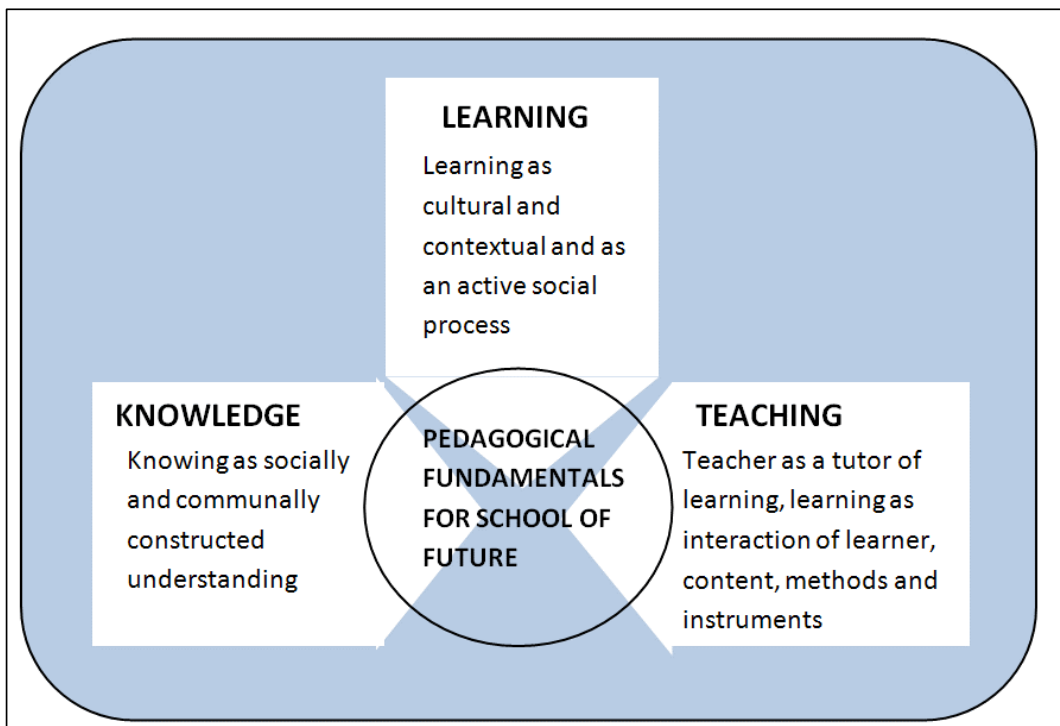 LEARNING
Learning as
cultural and
contextual and as
an active social
process
KNOWLEDGE
Knowing as socially
and communally
constructed
understanding
PEDAGOGICAL
FUNDAMENTALS
FOR SCHOOL OF
FUTURE
TEACHING
Teacher as a tutor of
learning, learning as
interaction of learner,
content, methods and
instruments